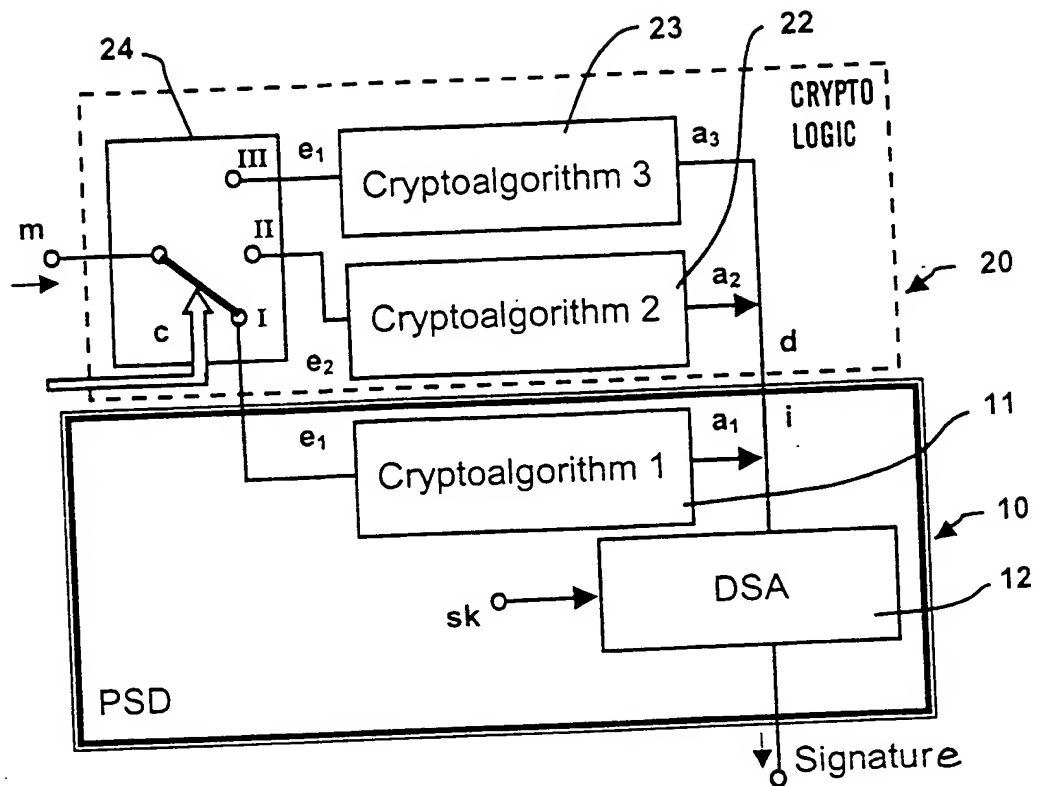 24
23
22
CRYPTO
LOGIC
III
e₁
Cryptoalgorithm 3
a₃
m
II
20
Cryptoalgorithm 2
a₂
c
I
e₂
d
e₁
Cryptoalgorithm 1
a₁
i
11
10
DSA
12
sk
PSD
Signature